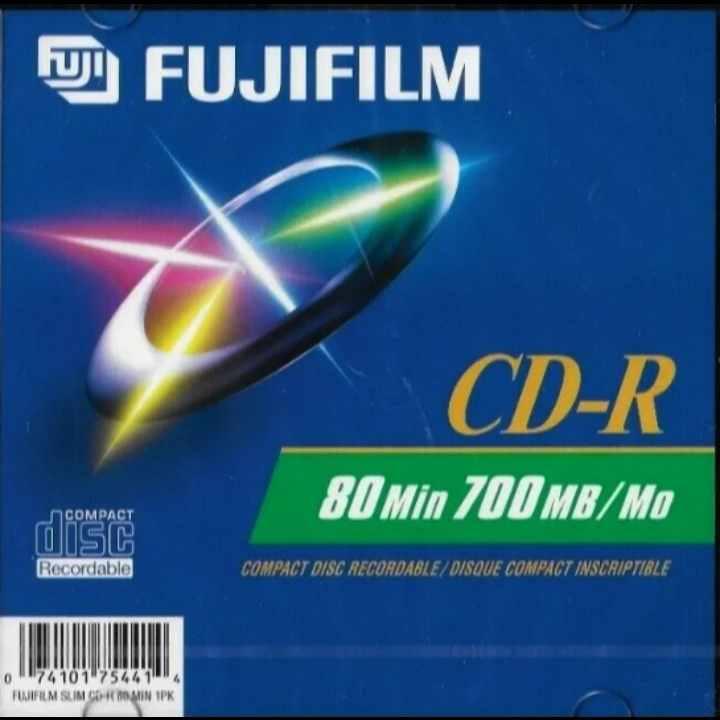 FUJI FUJIFILM
CD-R
80 Min 700 MB/Mo
COMPACT
disc
Recordable
COMPACT DISC RECORDABLE / DISQUE COMPACT INSCRIPTIBLE
0 74101 75441 4
FUJIFILM SLIM CD-R 80 MIN 1PK